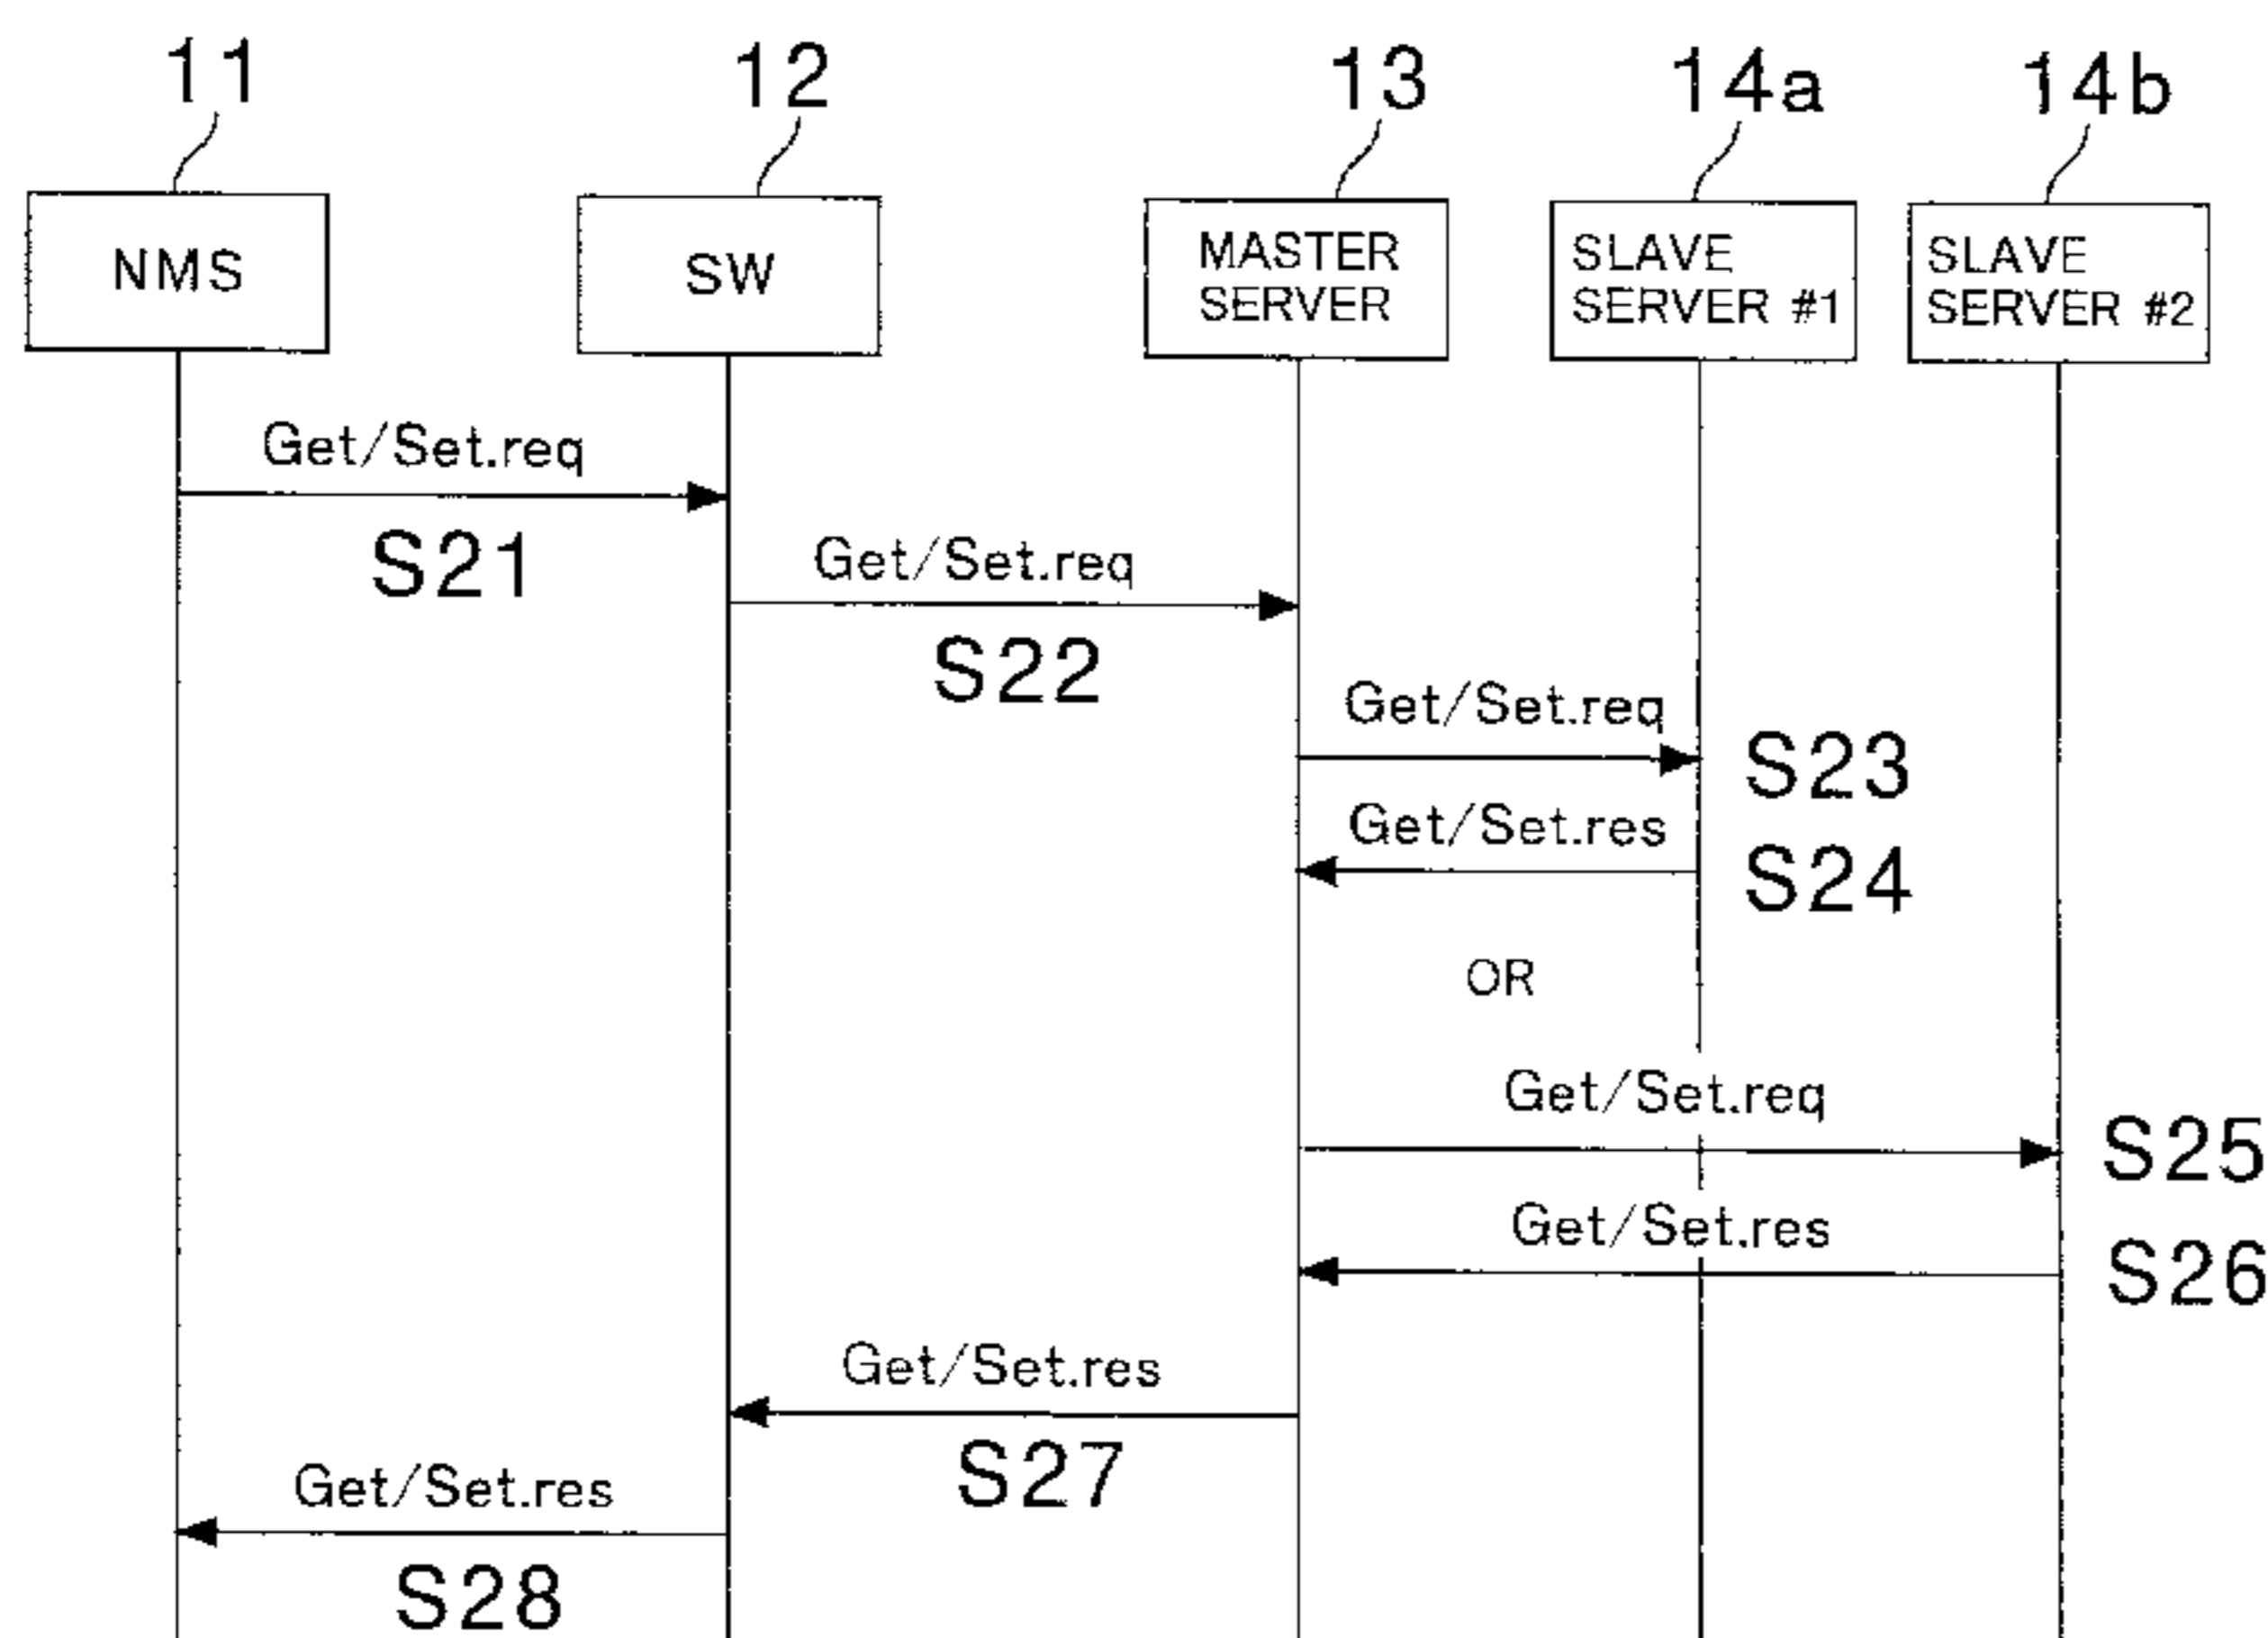 11
12
13
14a
14b
NMS
SW
MASTER
SERVER
SLAVE
SERVER #1
SLAVE
SERVER #2
Get/Set.req
S21
Get/Set.req
S22
Get/Set.req
S23
Get/Set.res
S24
OR
Get/Set.req
S25
Get/Set.res
S26
Get/Set.res
S27
Get/Set.res
S28